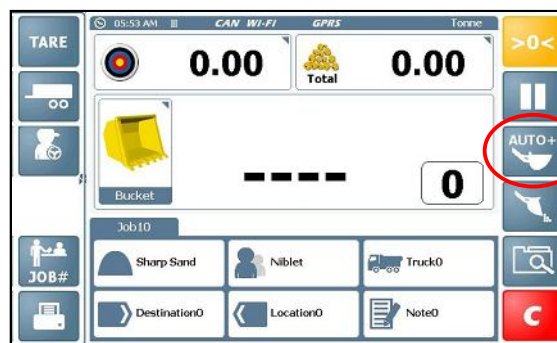 TARE
05:53 AM CAN WI-FI GPRS Tonne
>0<
0.00
Total
0.00
AUTO+
Bucket
----
0
Job10
JOB#
Sharp Sand
Niblet
Truck0
Destination0
Location0
Note0
C